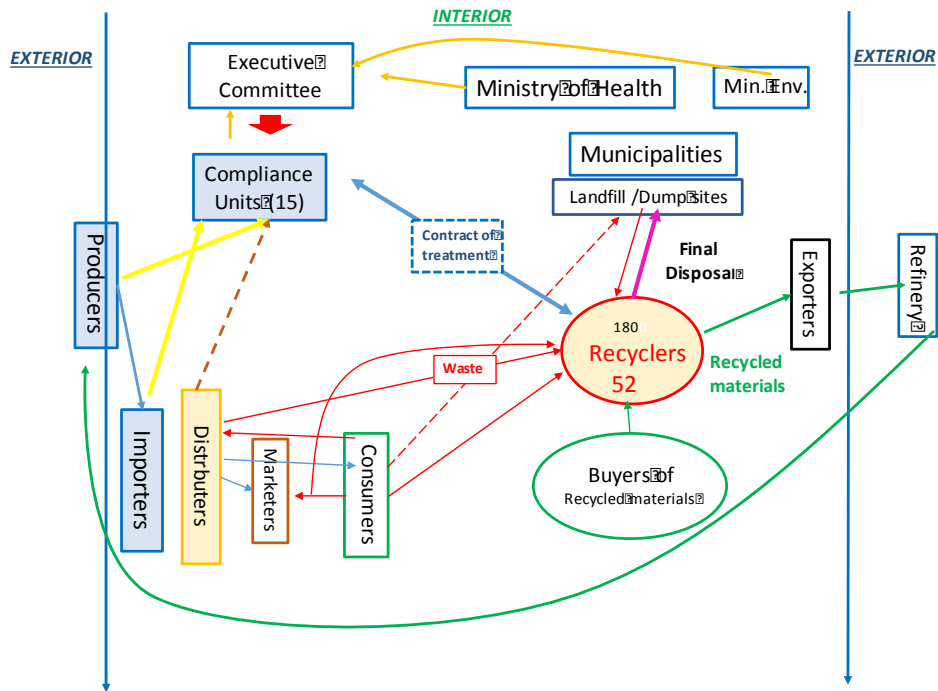 INTERIOR
EXTERIOR
EXTERIOR
Executive
Committee
Ministry of Health
Min. Env.
Compliance
Units (15)
Municipalities
Landfill /Dump sites
Contract of
treatment
Final
Disposal
Producers
Exporters
Refinery
180
Recyclers
52
Waste
Recycled
materials
Importers
Distrbuters
Marketers
Consumers
Buyers of
Recycled materials